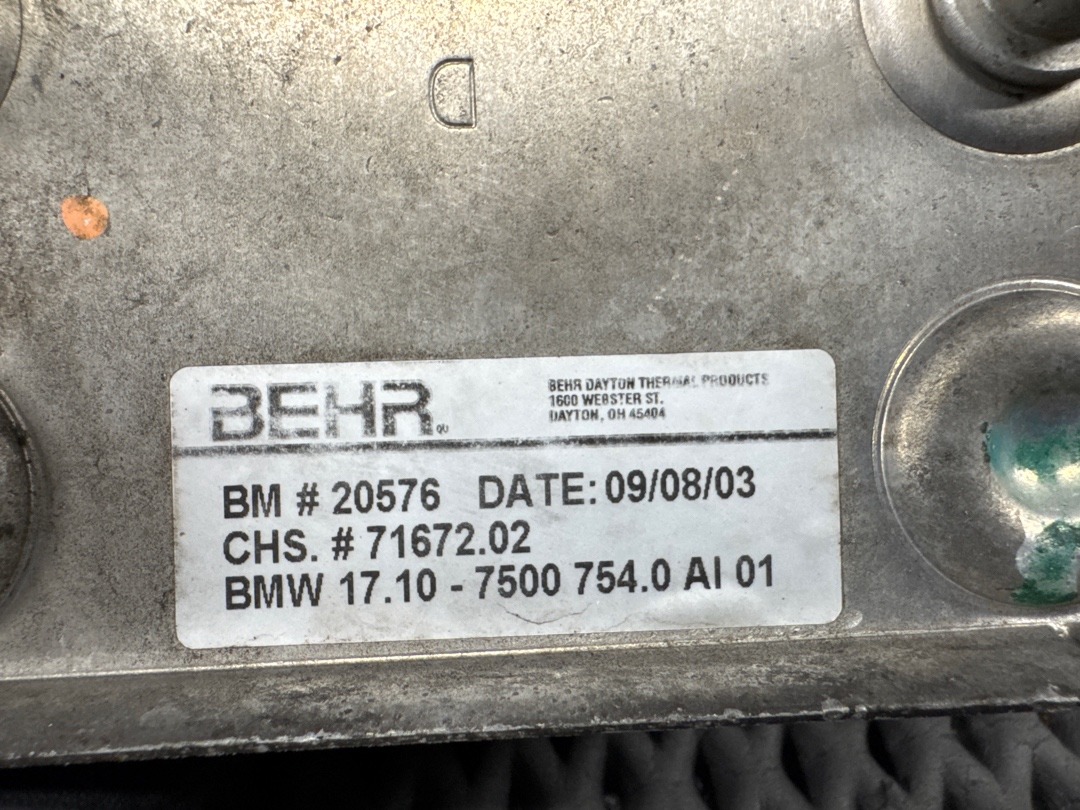 D
BEHR
BEHR DAYTON THERMAL PRODUCTS
1600 WEBSTER ST.
DAYTON, OH 45404
BM # 20576 DATE: 09/08/03
CHS. # 71672.02
BMW 17.10 - 7500 754.0 AI 01